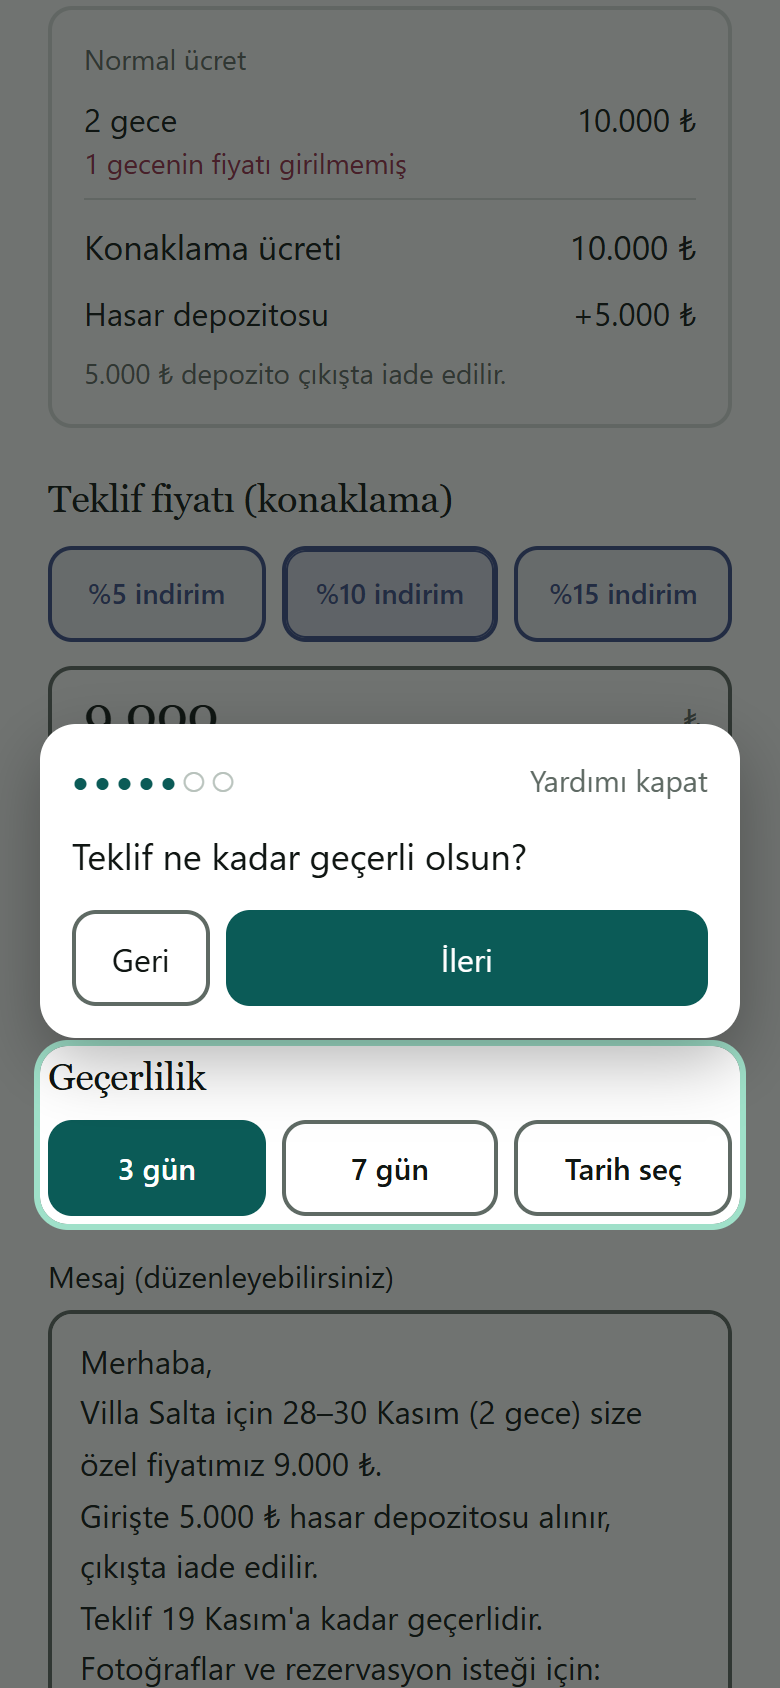 Normal ücret
2 gece 10.000 ₺
1 gecenin fiyatı girilmemiş
Konaklama ücreti 10.000 ₺
Hasar depozitosu +5.000 ₺
5.000 ₺ depozito çıkışta iade edilir.
Teklif fiyatı (konaklama)
%5 indirim %10 indirim %15 indirim
9.000 ₺
Yardımı kapat
Teklif ne kadar geçerli olsun?
Geri İleri
Geçerlilik
3 gün 7 gün Tarih seç
Mesaj (düzenleyebilirsiniz)
Merhaba,
Villa Salta için 28–30 Kasım (2 gece) size
özel fiyatımız 9.000 ₺.
Girişte 5.000 ₺ hasar depozitosu alınır,
çıkışta iade edilir.
Teklif 19 Kasım'a kadar geçerlidir.
Fotoğraflar ve rezervasyon isteği için: